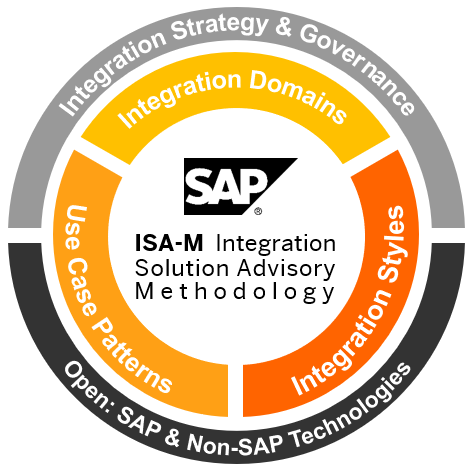 Integration Strategy & Governance
Integration Domains
SAP®
ISA-M Integration
Solution Advisory
Methodology
Use Case Patterns
Integration Styles
Open: SAP & Non-SAP Technologies